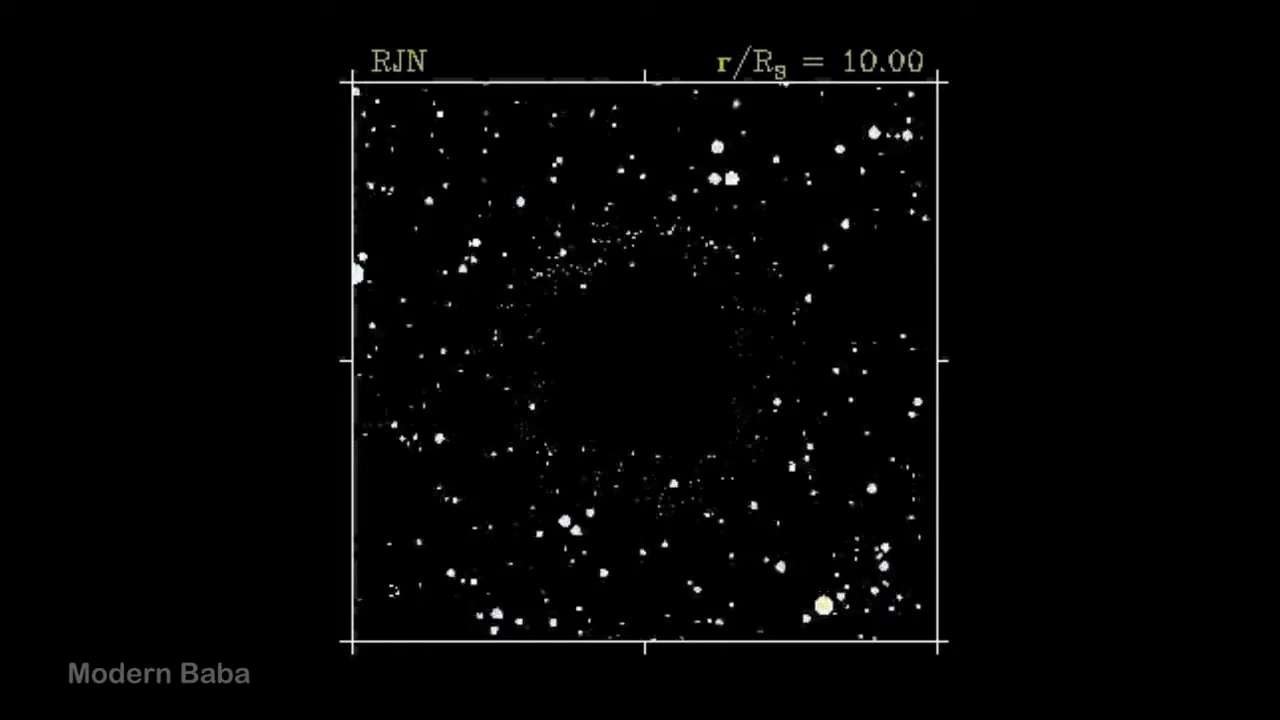 RJN
r/Rs = 10.00
Modern Baba